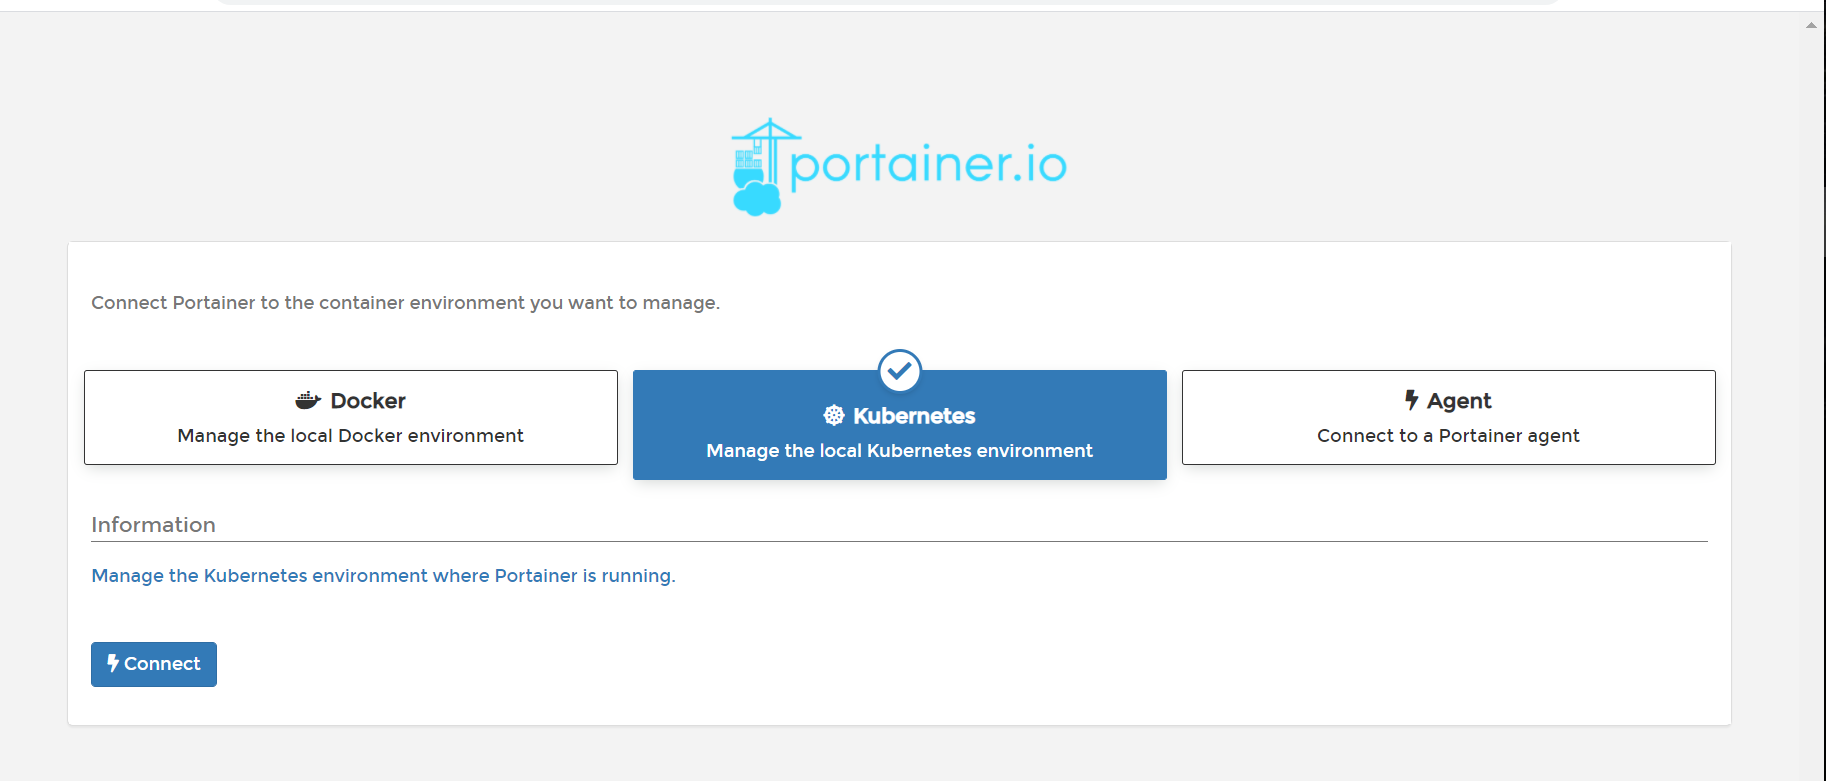 portainer.io
Connect Portainer to the container environment you want to manage.
Docker
Manage the local Docker environment
Kubernetes
Manage the local Kubernetes environment
Agent
Connect to a Portainer agent
Information
Manage the Kubernetes environment where Portainer is running.
Connect